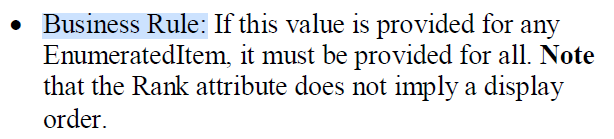 • Business Rule: If this value is provided for any
EnumeratedItem, it must be provided for all. Note
that the Rank attribute does not imply a display
order.